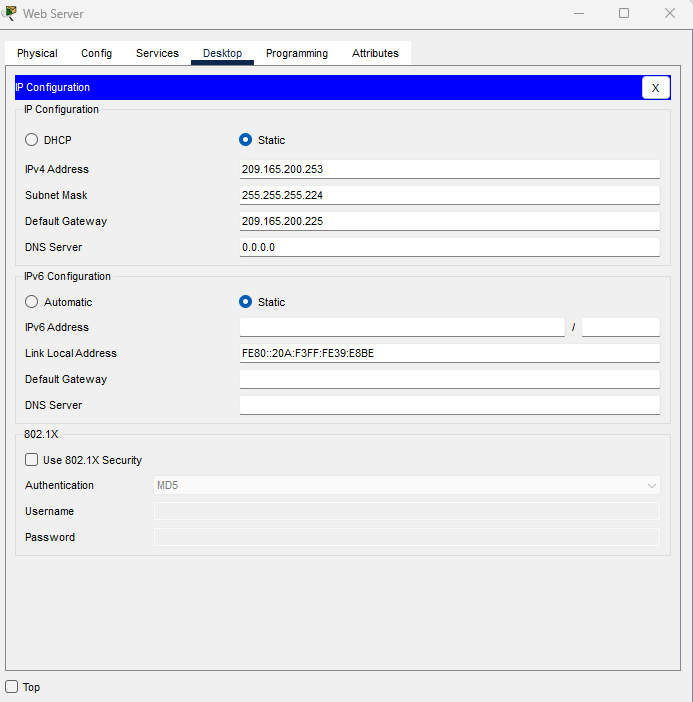 Web Server
Physical Config Services Desktop Programming Attributes
IP Configuration X
IP Configuration
DHCP Static
IPv4 Address 209.165.200.253
Subnet Mask 255.255.255.224
Default Gateway 209.165.200.225
DNS Server 0.0.0.0
IPv6 Configuration
Automatic Static
IPv6 Address /
Link Local Address FE80::20A:F3FF:FE39:E8BE
Default Gateway
DNS Server
802.1X
Use 802.1X Security
Authentication MD5
Username
Password
Top